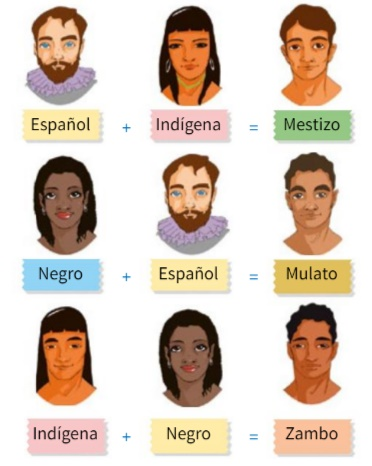 Español + Indígena = Mestizo
Negro + Español = Mulato
Indígena + Negro = Zambo